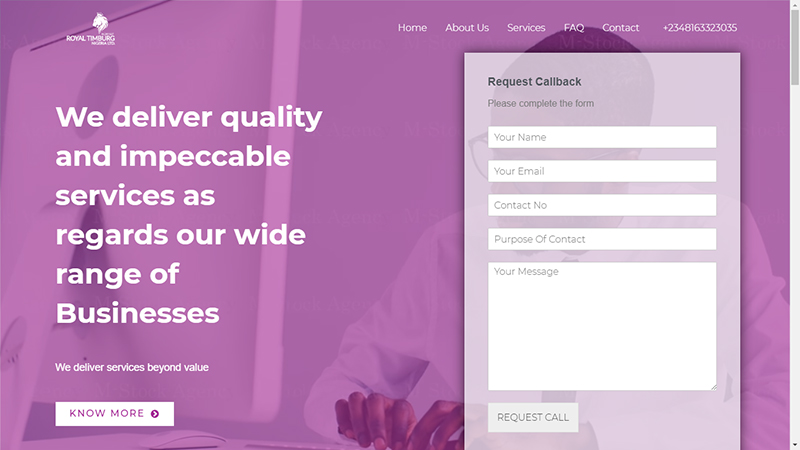 ROYAL TIMBURG
NIGERIA LTD.
Home About Us Services FAQ Contact +2348163323035
We deliver quality
and impeccable
services as
regards our wide
range of
Businesses
We deliver services beyond value
KNOW MORE
Request Callback
Please complete the form
Your Name
Your Email
Contact No
Purpose Of Contact
Your Message
REQUEST CALL